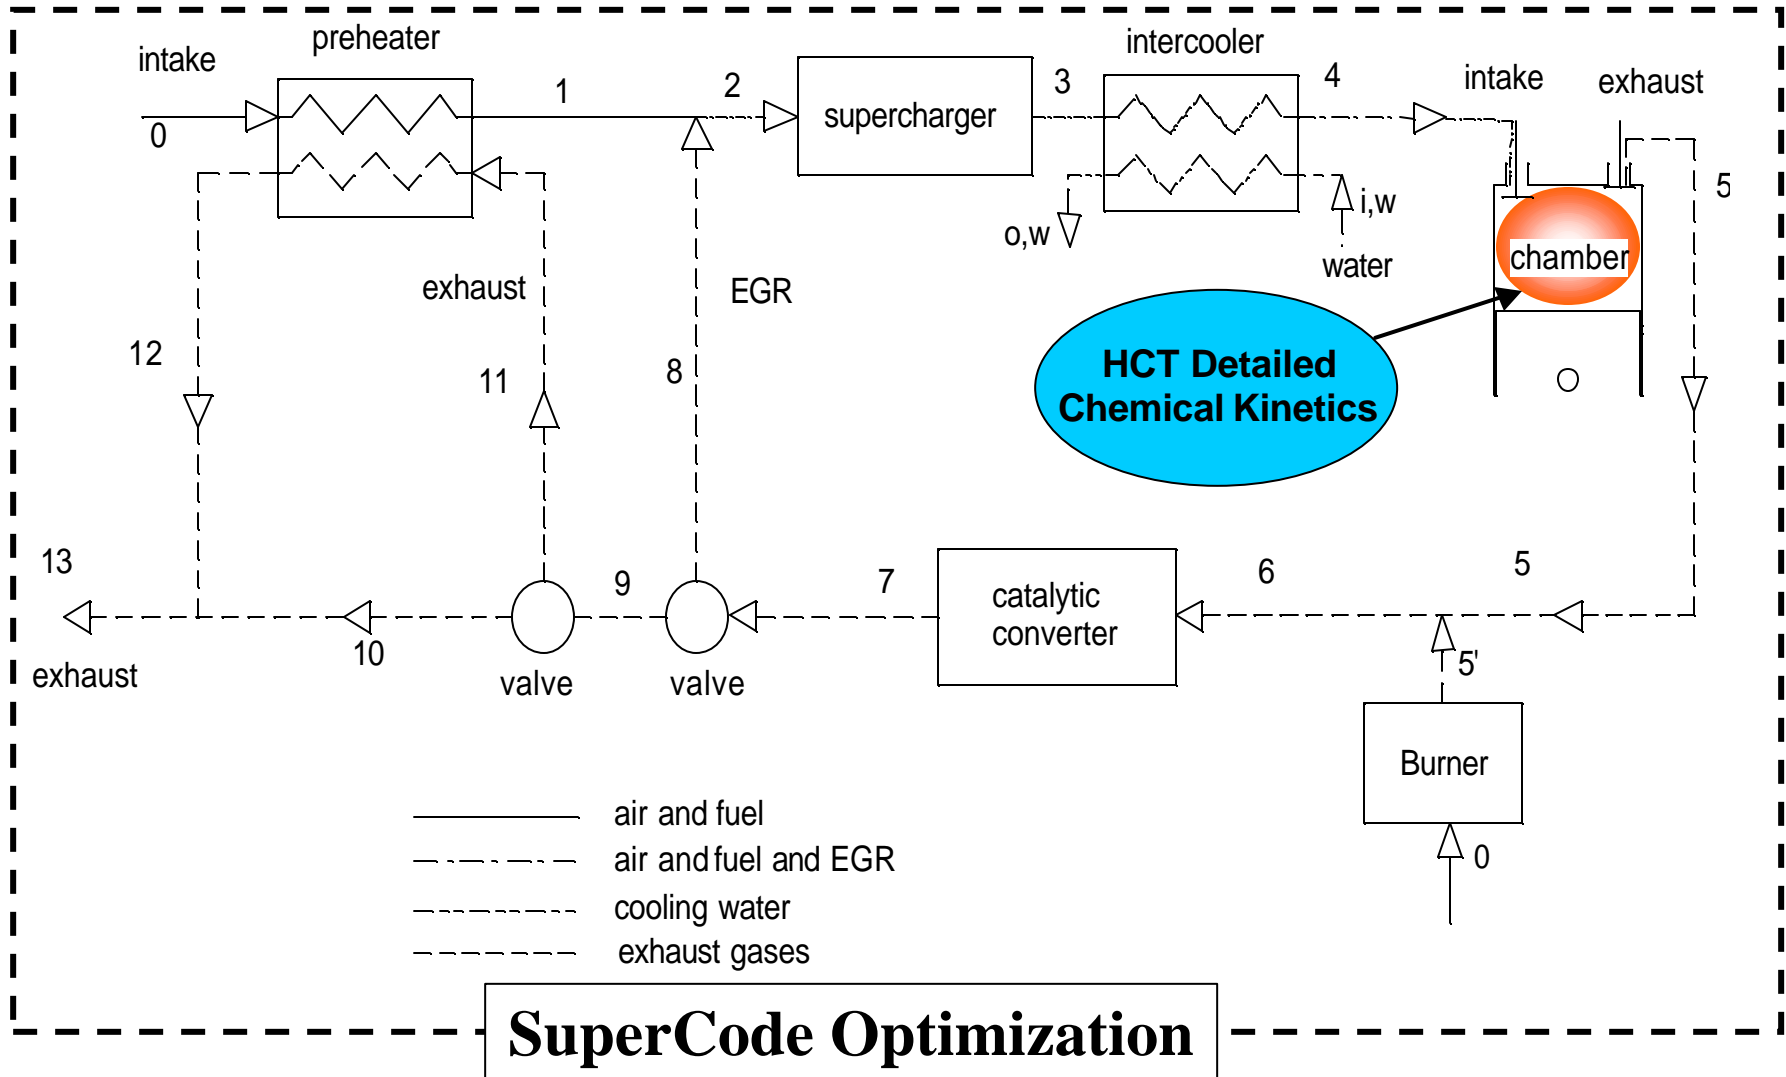 preheater
intercooler
intake
1
2
3
4
intake
exhaust
0
supercharger
5
i,w
o,w
water
chamber
exhaust
EGR
12
11
8
HCT Detailed
Chemical Kinetics
13
9
7
6
5
catalytic
converter
10
5'
exhaust
valve
valve
Burner
air and fuel
air and fuel and EGR
0
cooling water
exhaust gases
SuperCode Optimization